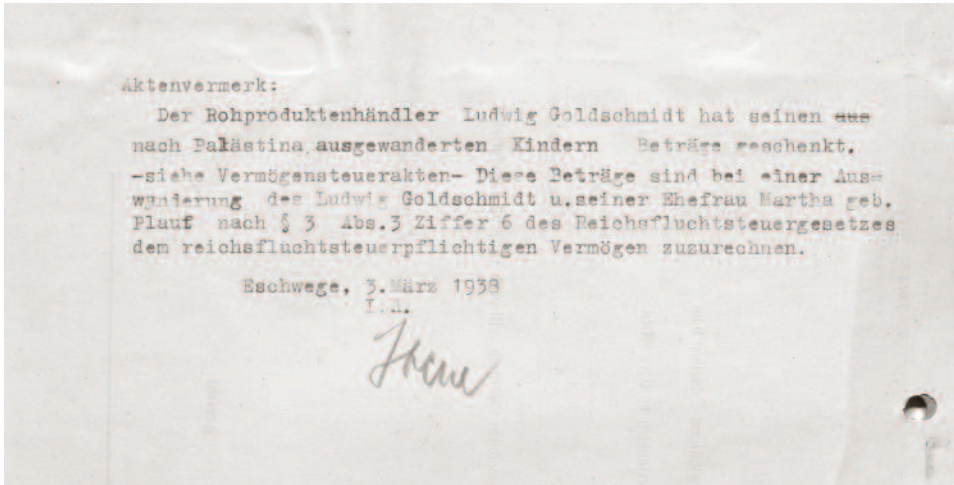 Aktenvermerk:
Der Rohproduktenhändler Ludwig Goldschmidt hat seinen aus
nach Palästina ausgewanderten Kindern Beträge geschenkt.
-siehe Vermögensteuerakten- Diese Beträge sind bei einer Aus=
wanderung des Ludwig Goldschmidt u.seiner Ehefrau Martha geb.
Plauf nach § 3 Abs.3 Ziffer 6 des Reichsfluchtsteuergesetzes
dem reichsfluchtsteuerpflichtigen Vermögen zuzurechnen.
Eschwege, 3.März 1938
I.A.